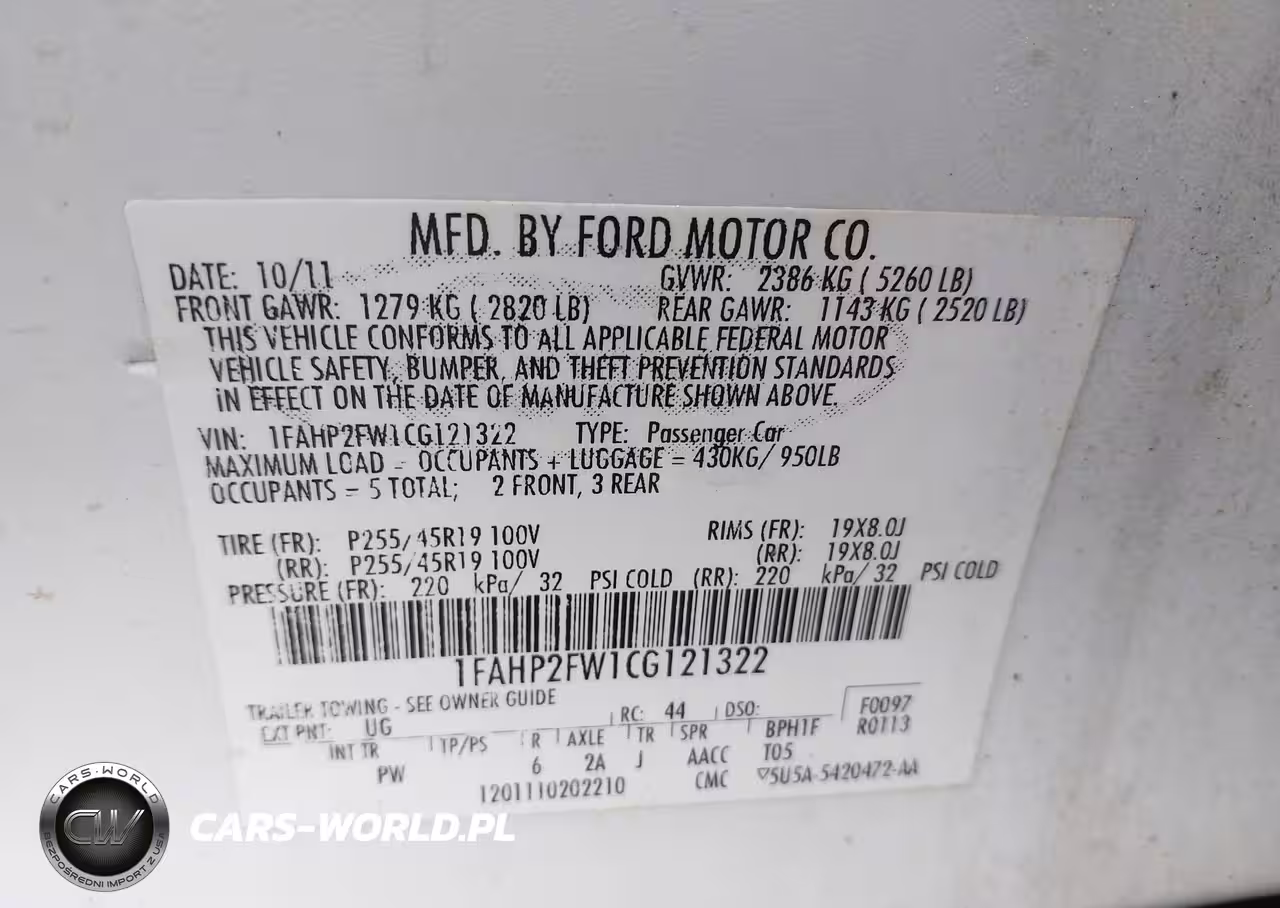 MFD. BY FORD MOTOR CO.
DATE: 10/11 GVWR: 2386 KG ( 5260 LB)
FRONT GAWR: 1279 KG ( 2820 LB) REAR GAWR: 1143 KG ( 2520 LB)
THIS VEHICLE CONFORMS TO ALL APPLICABLE FEDERAL MOTOR
VEHICLE SAFETY, BUMPER, AND THEFT PREVENTION STANDARDS
IN EFFECT ON THE DATE OF MANUFACTURE SHOWN ABOVE.
VIN: 1FAHP2FW1CG121322 TYPE: Passenger Car
MAXIMUM LOAD = OCCUPANTS + LUGGAGE = 430KG/ 950LB
OCCUPANTS = 5 TOTAL; 2 FRONT, 3 REAR
TIRE (FR): P255/45R19 100V RIMS (FR): 19X8.0J
(RR): P255/45R19 100V (RR): 19X8.0J
PRESSURE (FR): 220 kPa/ 32 PSI COLD (RR): 220 kPa/ 32 PSI COLD
1FAHP2FW1CG121322
TRAILER TOWING - SEE OWNER GUIDE
EXT PNT: UG RC: 44 DSO: F0097
INT TR TP/PS R AXLE TR SPR BPH1F R0113
PW 6 2A J AACC T05
1201110202210 CMC ▽5U5A-5420472-AA
CARS-WORLD
CW
BEZPOŚREDNI IMPORT Z USA
CARS-WORLD.PL